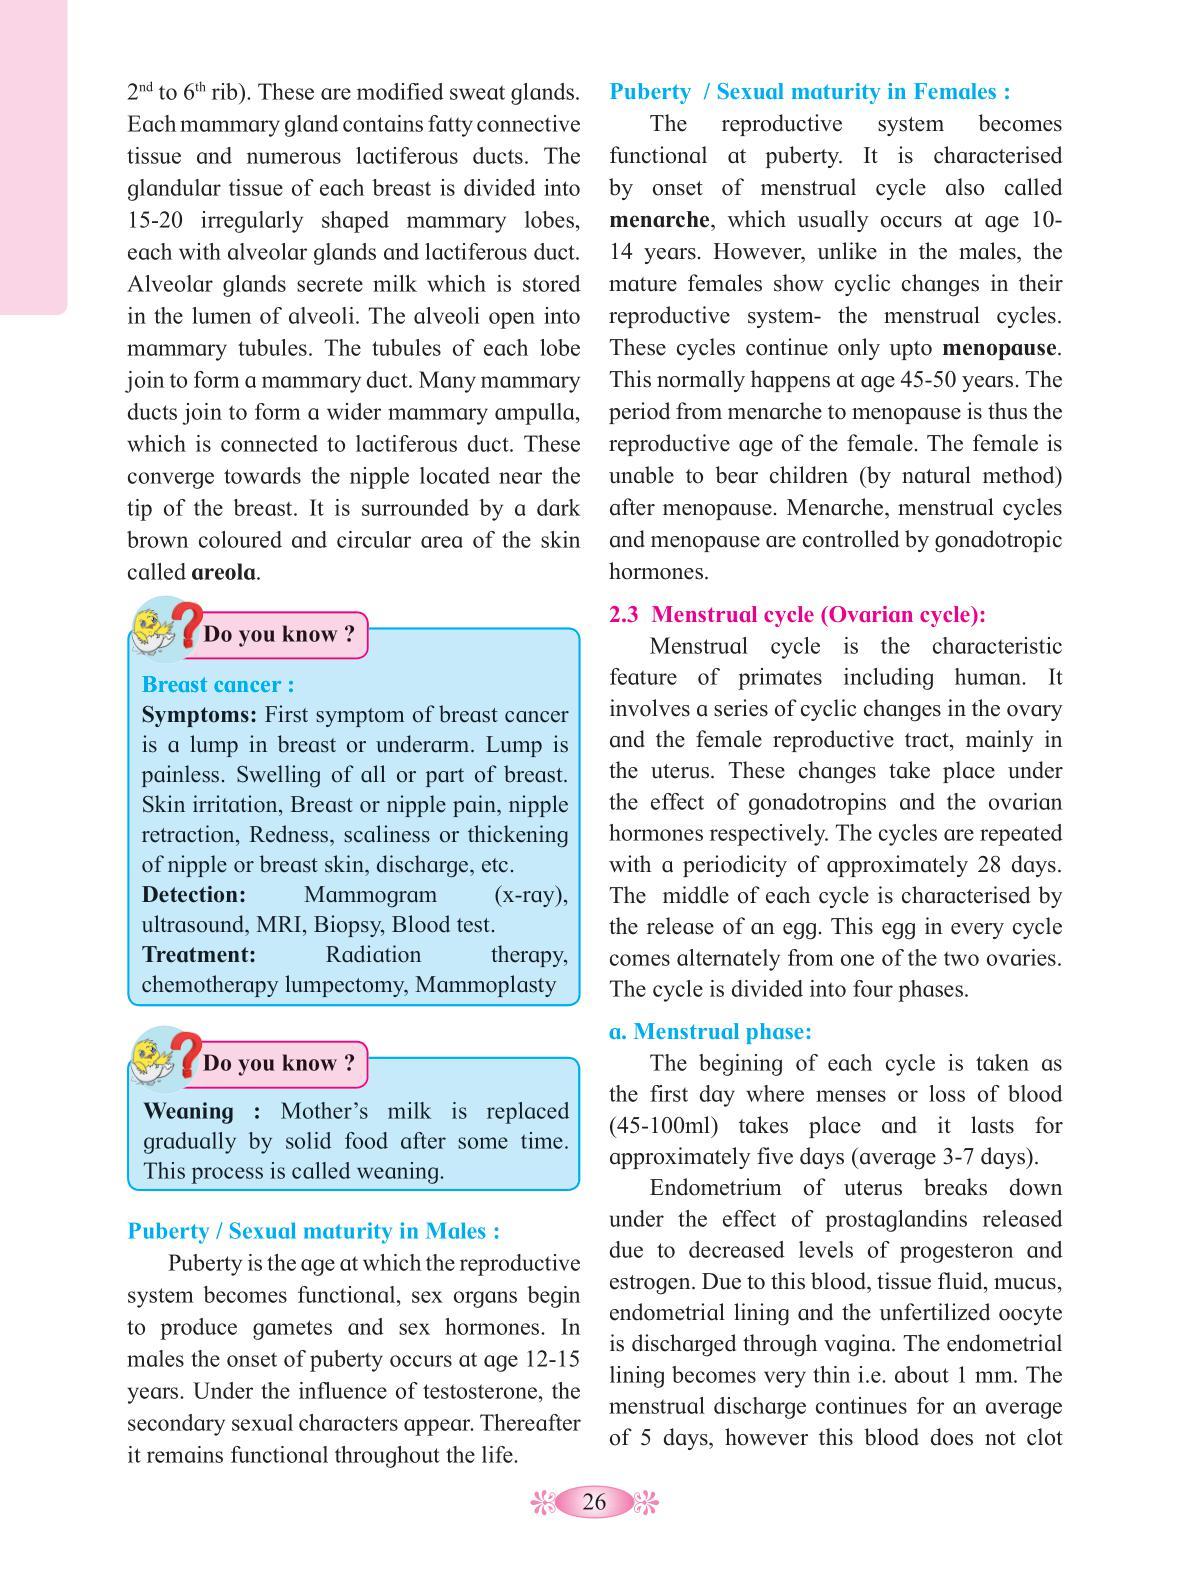 2nd to 6th rib). These are modified sweat glands.
Each mammary gland contains fatty connective
tissue and numerous lactiferous ducts. The
glandular tissue of each breast is divided into
15-20 irregularly shaped mammary lobes,
each with alveolar glands and lactiferous duct.
Alveolar glands secrete milk which is stored
in the lumen of alveoli. The alveoli open into
mammary tubules. The tubules of each lobe
join to form a mammary duct. Many mammary
ducts join to form a wider mammary ampulla,
which is connected to lactiferous duct. These
converge towards the nipple located near the
tip of the breast. It is surrounded by a dark
brown coloured and circular area of the skin
called areola.
Do you know ?
Breast cancer :
Symptoms: First symptom of breast cancer
is a lump in breast or underarm. Lump is
painless. Swelling of all or part of breast.
Skin irritation, Breast or nipple pain, nipple
retraction, Redness, scaliness or thickening
of nipple or breast skin, discharge, etc.
Detection: Mammogram (x-ray),
ultrasound, MRI, Biopsy, Blood test.
Treatment: Radiation therapy,
chemotherapy lumpectomy, Mammoplasty
Do you know ?
Weaning : Mother's milk is replaced
gradually by solid food after some time.
This process is called weaning.
Puberty / Sexual maturity in Males :
Puberty is the age at which the reproductive
system becomes functional, sex organs begin
to produce gametes and sex hormones. In
males the onset of puberty occurs at age 12-15
years. Under the influence of testosterone, the
secondary sexual characters appear. Thereafter
it remains functional throughout the life.
Puberty / Sexual maturity in Females :
The reproductive system becomes
functional at puberty. It is characterised
by onset of menstrual cycle also called
menarche, which usually occurs at age 10-
14 years. However, unlike in the males, the
mature females show cyclic changes in their
reproductive system- the menstrual cycles.
These cycles continue only upto menopause.
This normally happens at age 45-50 years. The
period from menarche to menopause is thus the
reproductive age of the female. The female is
unable to bear children (by natural method)
after menopause. Menarche, menstrual cycles
and menopause are controlled by gonadotropic
hormones.
2.3 Menstrual cycle (Ovarian cycle):
Menstrual cycle is the characteristic
feature of primates including human. It
involves a series of cyclic changes in the ovary
and the female reproductive tract, mainly in
the uterus. These changes take place under
the effect of gonadotropins and the ovarian
hormones respectively. The cycles are repeated
with a periodicity of approximately 28 days.
The middle of each cycle is characterised by
the release of an egg. This egg in every cycle
comes alternately from one of the two ovaries.
The cycle is divided into four phases.
a. Menstrual phase:
The begining of each cycle is taken as
the first day where menses or loss of blood
(45-100ml) takes place and it lasts for
approximately five days (average 3-7 days).
Endometrium of uterus breaks down
under the effect of prostaglandins released
due to decreased levels of progesteron and
estrogen. Due to this blood, tissue fluid, mucus,
endometrial lining and the unfertilized oocyte
is discharged through vagina. The endometrial
lining becomes very thin i.e. about 1 mm. The
menstrual discharge continues for an average
of 5 days, however this blood does not clot
26